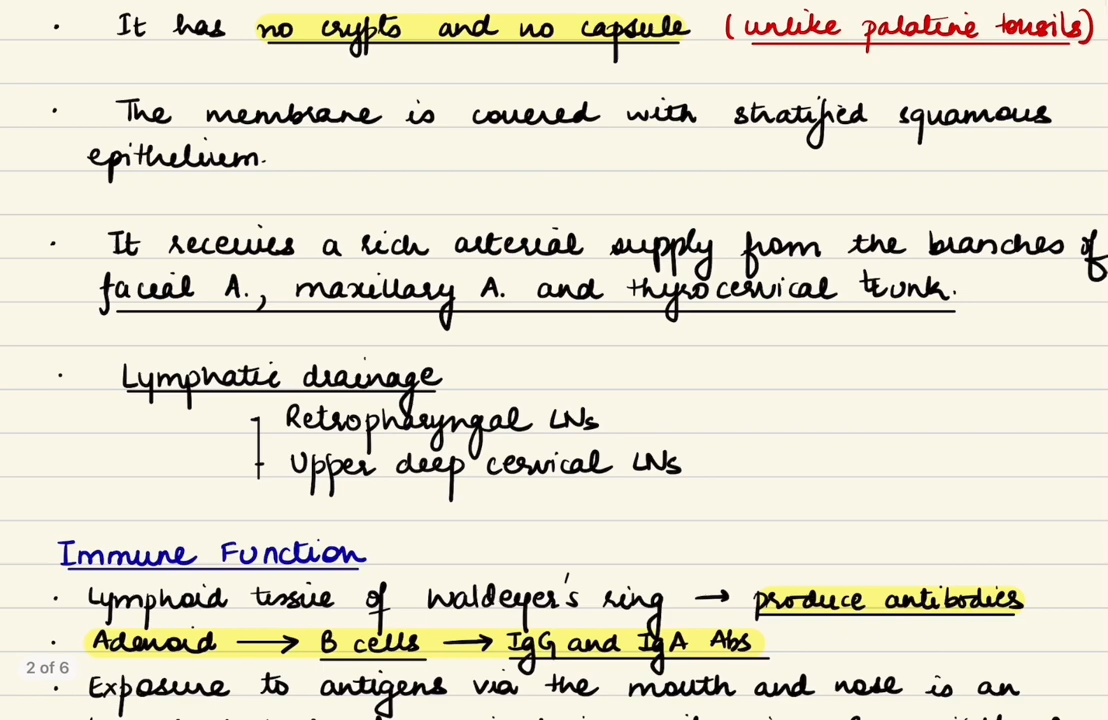 · It has no crypts and no capsule (unlike palatine tonsils)
· The membrane is covered with stratified squamous
epithelium.
· It receives a rich arterial supply from the branches of
facial A., maxillary A. and thyrocervical trunk.
· Lymphatic drainage
Retropharyngal LNs
Upper deep cervical LNs
Immune Function
· Lymphoid tissue of Waldeyer's ring → produce antibodies
· Adenoid → B cells → IgG and IgA Abs
2 of 6
· Exposure to antigens via the mouth and nose is an